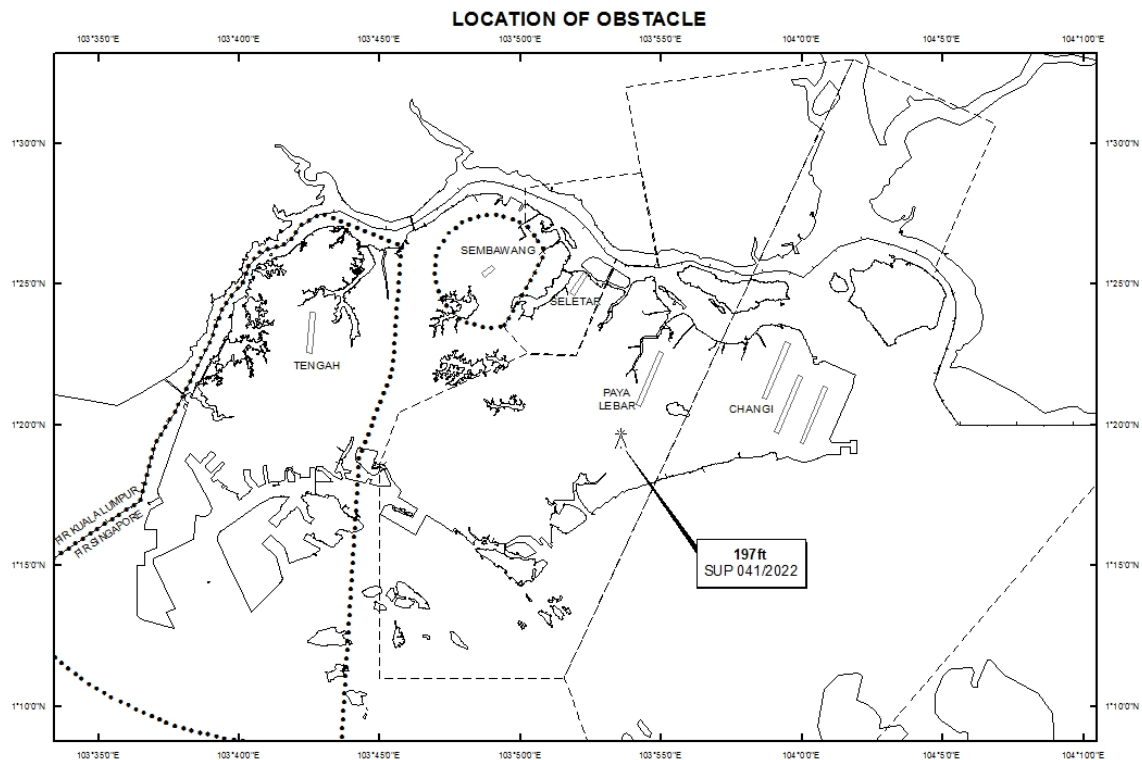 LOCATION OF OBSTACLE
103°35'0"E 103°40'0"E 103°45'0"E 103°50'0"E 103°55'0"E 104°0'0"E 104°5'0"E 104°10'0"E
1°30'0"N 1°30'0"N
SEMBAWANG
1°25'0"N 1°25'0"N
SELETAR
TENGAH
PAYA
LEBAR
CHANGI
1°20'0"N 1°20'0"N
FIR KUALA LUMPUR
FIR SINGAPORE
197ft
SUP 041/2022
1°15'0"N 1°15'0"N
1°10'0"N 1°10'0"N
103°35'0"E 103°40'0"E 103°45'0"E 103°50'0"E 103°55'0"E 104°0'0"E 104°5'0"E 104°10'0"E